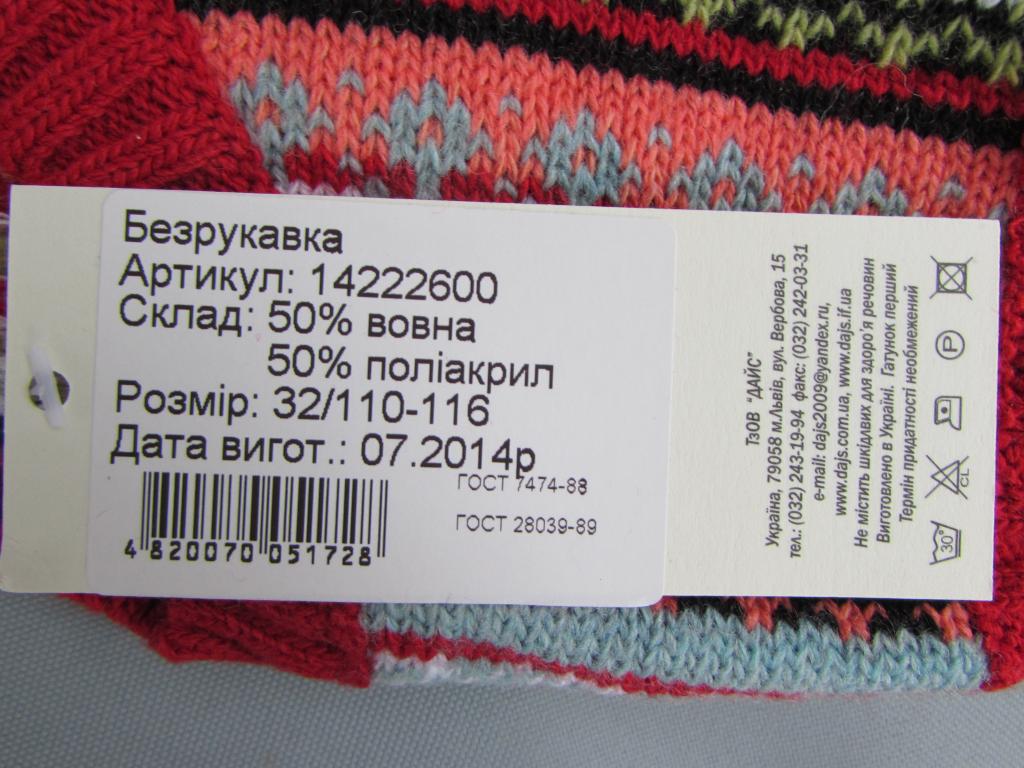 Безрукавка
Артикул: 14222600
Склад: 50% вовна
50% поліакрил
Розмір: 32/110-116
Дата вигот.: 07.2014р
ГОСТ 7474-88
ГОСТ 28039-89
4 820070 051728
ТзОВ "ДАЙС"
Україна, 79058 м.Львів, вул. Вербова, 15
тел.: (032) 243-19-94 факс: (032) 242-03-31
e-mail: dajs2009@yandex.ru,
www.dajs.com.ua, www.dajs.if.ua
Не містить шкідлвих для здоро'я речовин
Виготовлено в Україні. Гатунок перший
Термін придатності необмежений
30°
CL
P